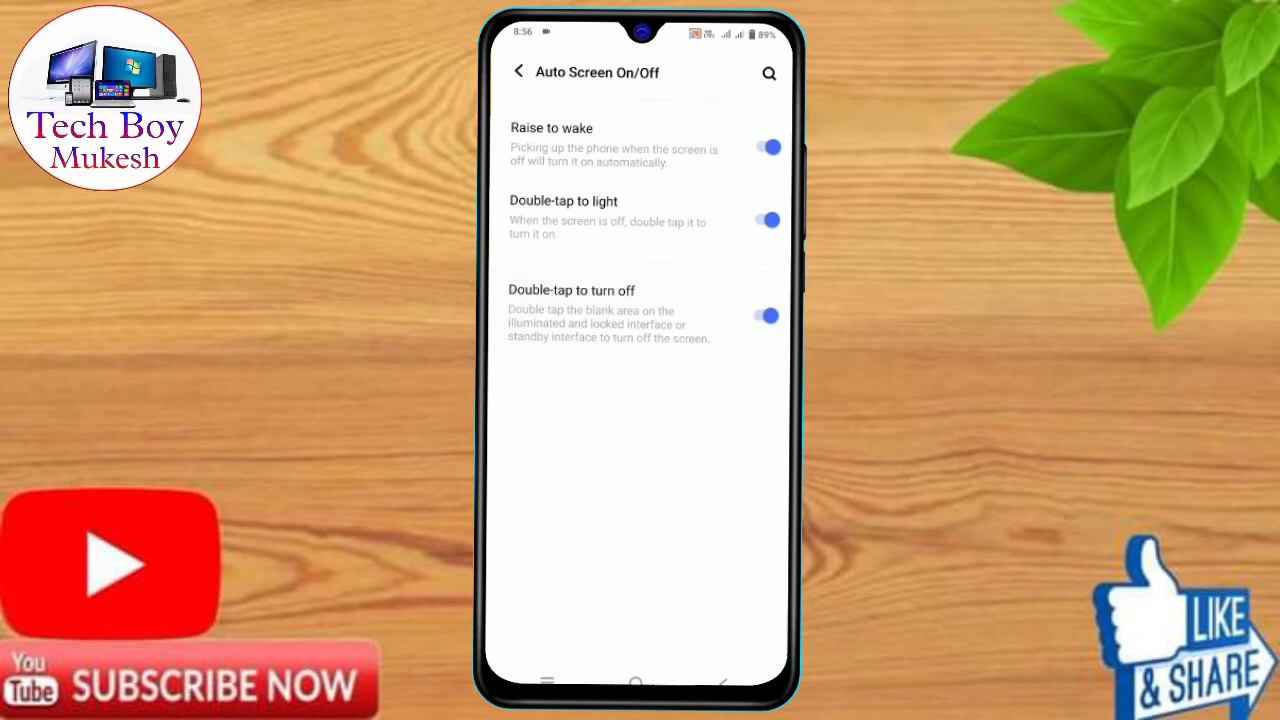 Tech Boy
Mukesh
8:56
89%
Auto Screen On/Off
Raise to wake
Picking up the phone when the screen is
off will turn it on automatically.
Double-tap to light
When the screen is off, double tap it to
turn it on.
Double-tap to turn off
Double tap the blank area on the
illuminated and locked interface or
standby interface to turn off the screen.
You
Tube
SUBSCRIBE NOW
LIKE
& SHARE